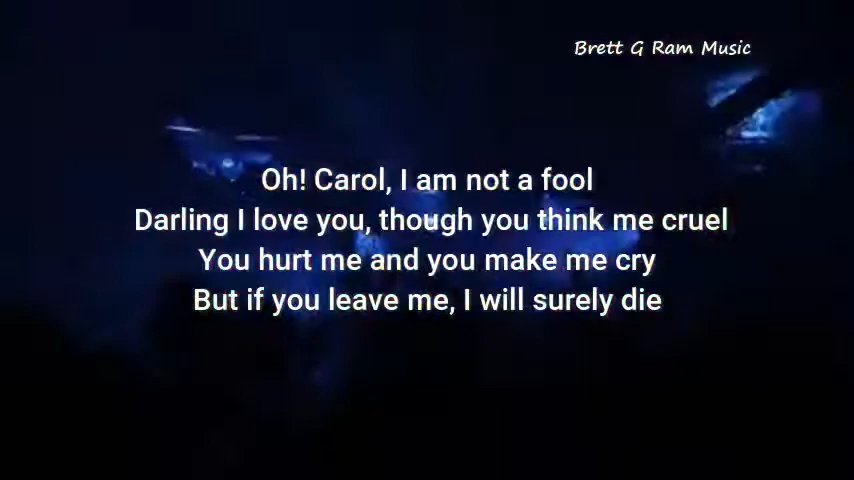 Brett G Ram Music
Oh! Carol, I am not a fool
Darling I love you, though you think me cruel
You hurt me and you make me cry
But if you leave me, I will surely die